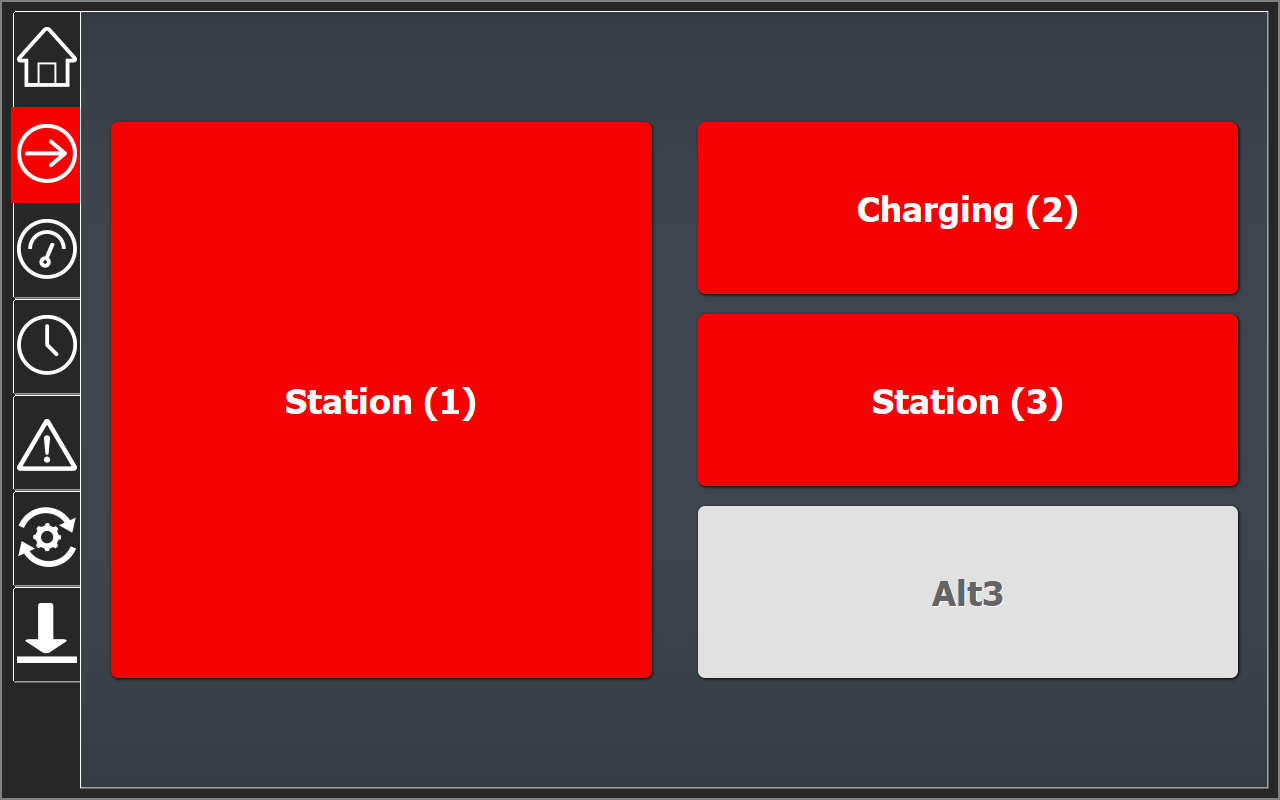 Station (1)
Charging (2)
Station (3)
Alt3